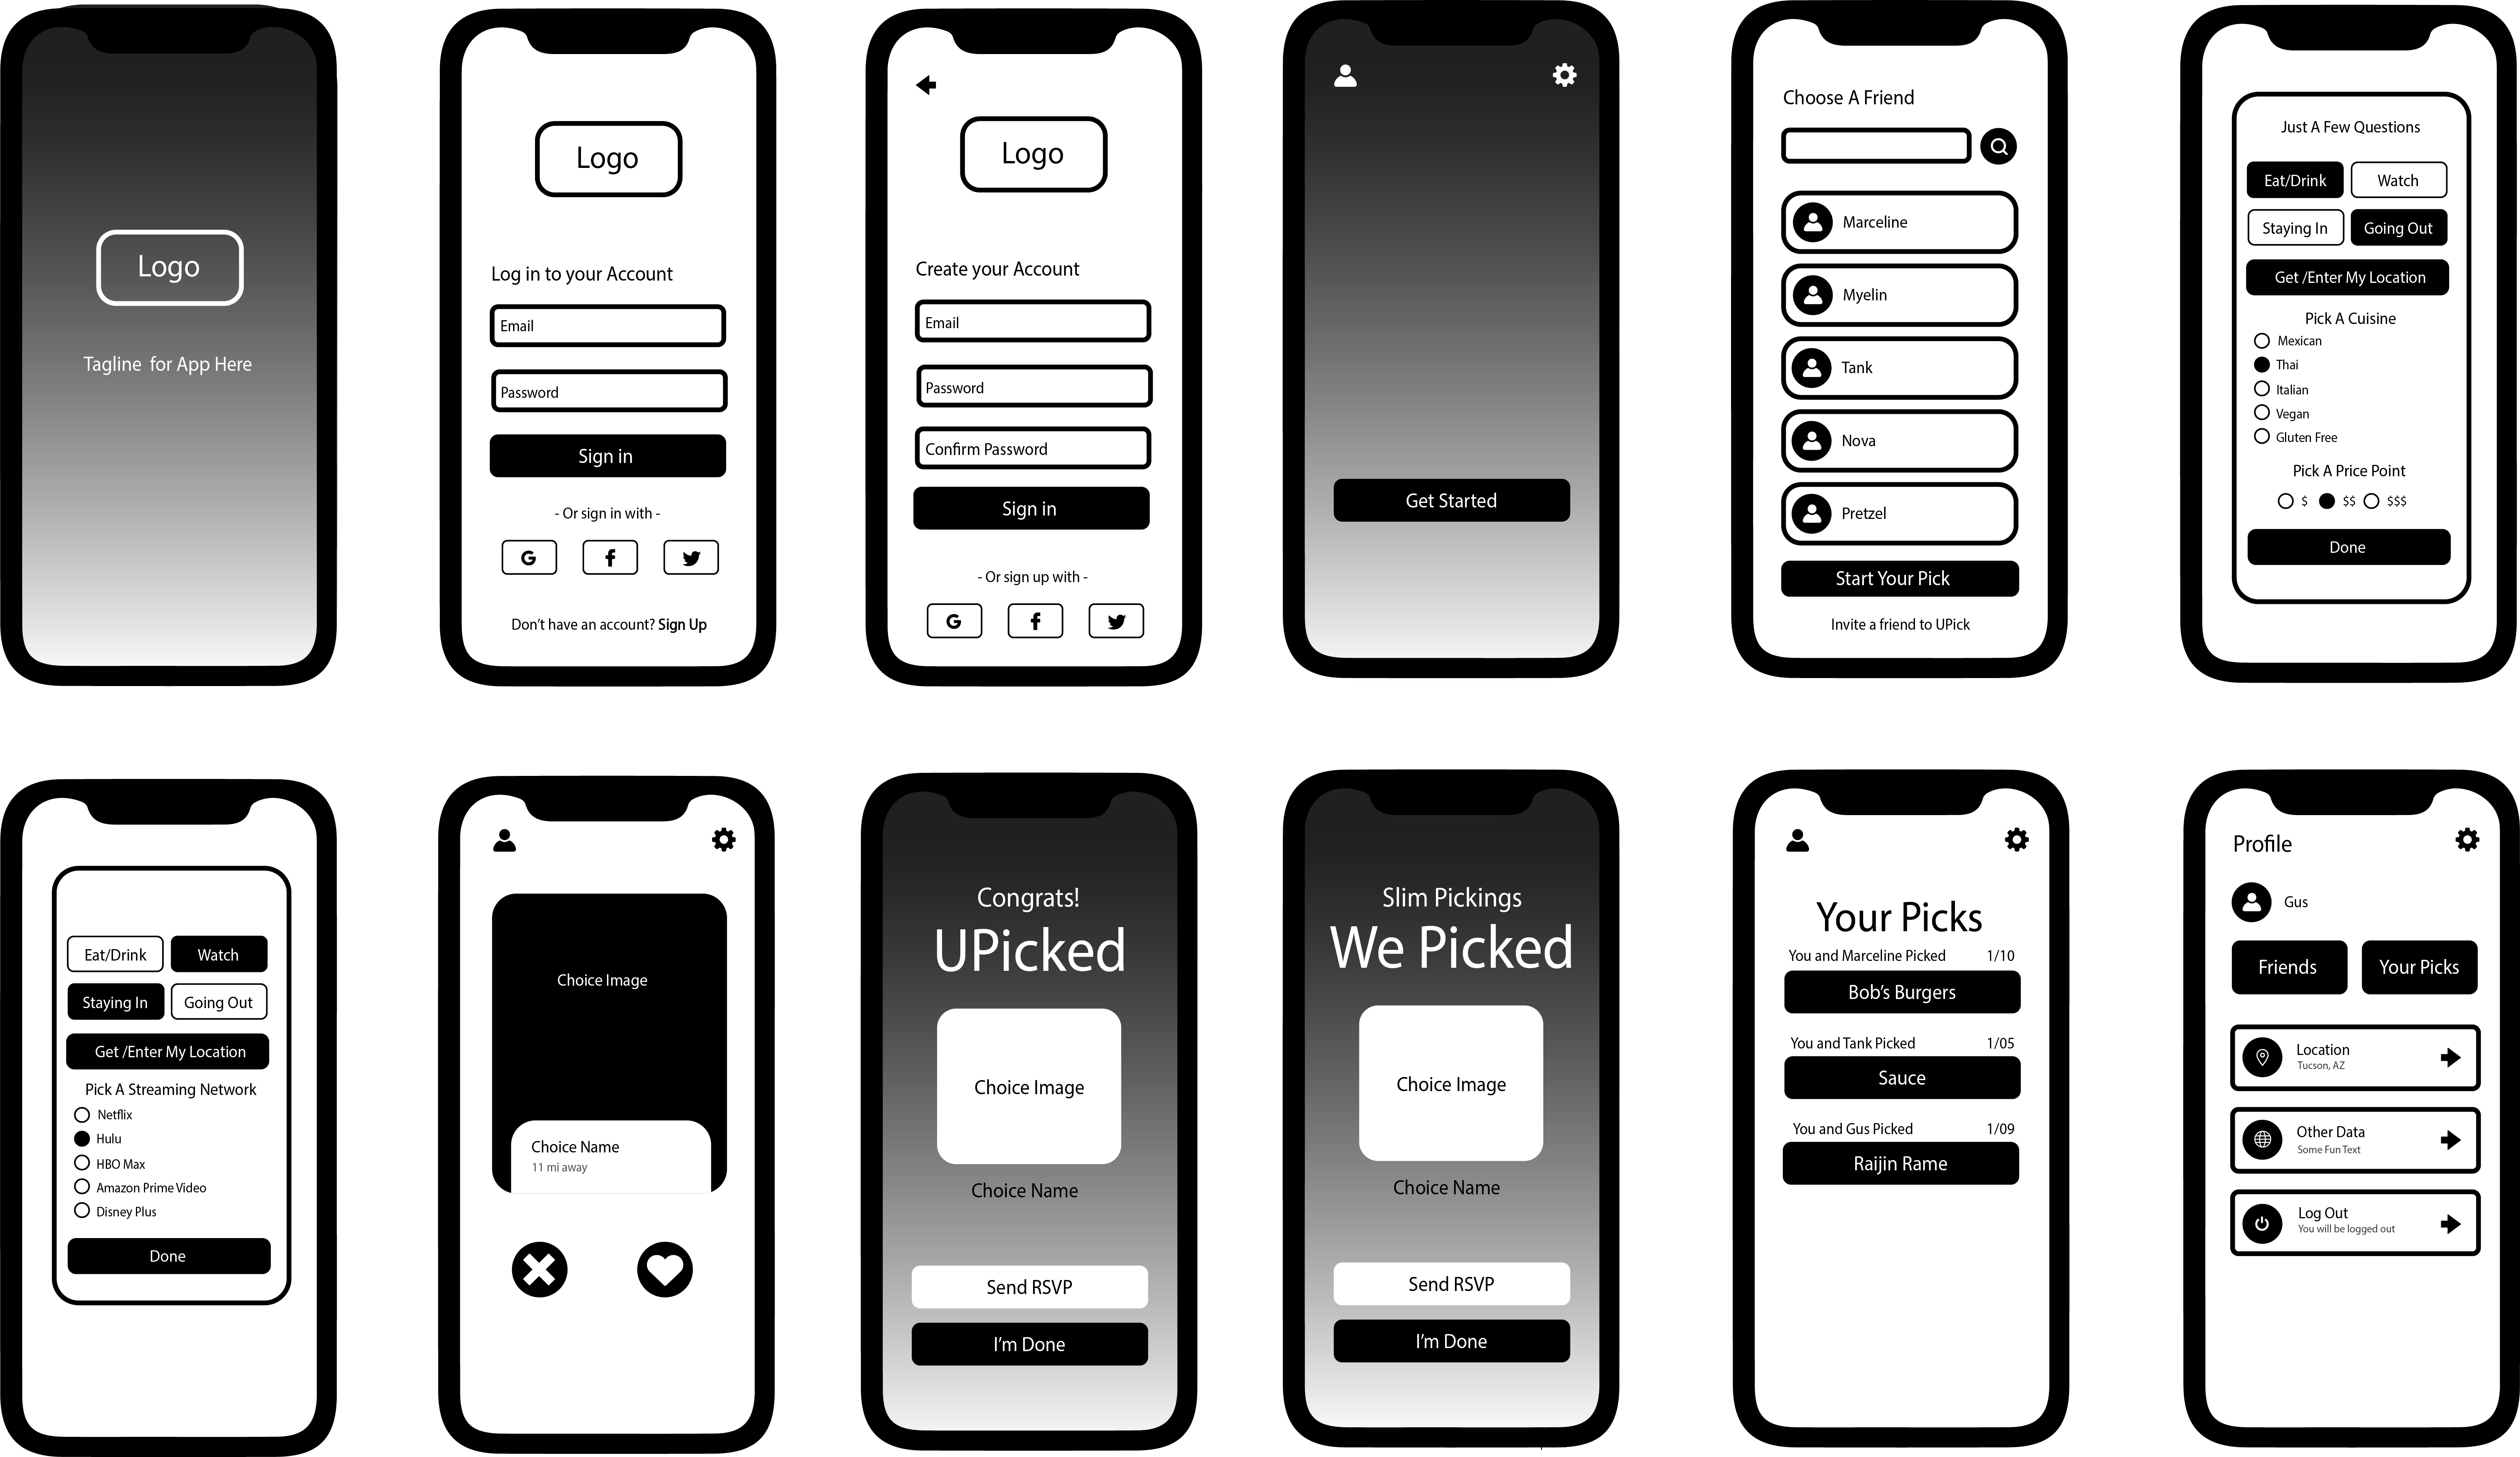 Logo
Tagline  for App Here
Logo
Log in to your Account
Email
Password
Sign in
- Or sign in with -
G
f
Don’t have an account? Sign Up
Logo
Create your Account
Email
Password
Confirm Password
Sign in
- Or sign up with -
G
f
Get Started
Choose A Friend
Marceline
Myelin
Tank
Nova
Pretzel
Start Your Pick
Invite a friend to UPick
Just A Few Questions
Eat/Drink Watch
Staying In Going Out
Get /Enter My Location
Pick A Cuisine
Mexican
Thai
Italian
Vegan
Gluten Free
Pick A Price Point
$ $$ $$$
Done
Eat/Drink Watch
Staying In Going Out
Get /Enter My Location
Pick A Streaming Network
Netflix
Hulu
HBO Max
Amazon Prime Video
Disney Plus
Done
Choice Image
Choice Name
11 mi away
Congrats!
UPicked
Choice Image
Choice Name
Send RSVP
I’m Done
Slim Pickings
We Picked
Choice Image
Choice Name
Send RSVP
I’m Done
Your Picks
You and Marceline Picked 1/10
Bob’s Burgers
You and Tank Picked 1/05
Sauce
You and Gus Picked 1/09
Raijin Rame
Profile
Gus
Friends Your Picks
Location
Tucson, AZ
Other Data
Some Fun Text
Log Out
You will be logged out